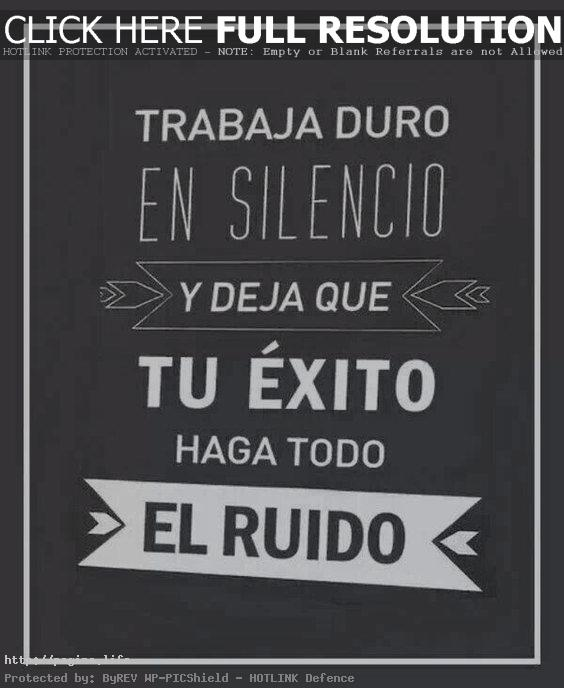 CLICK HERE FULL RESOLUTION
HOTLINK PROTECTION ACTIVATED - NOTE: Empty or Blank Referrals are not Allowed
TRABAJA DURO
EN SILENCIO
Y DEJA QUE
TU ÉXITO
HAGA TODO
EL RUIDO
Protected by: ByREV WP-PICShield - HOTLINK Defence